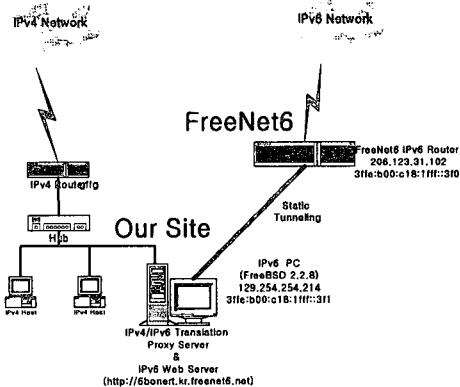 IPv4 Network
IPv6 Network
FreeNet6
FreeNet6 IPv6 Router
206.123.31.102
3ffe:b00:c18:1fff::3f0
IPv4
Static
Tunneling
Hub
Our Site
IPv6 PC
(FreeBSD 2.2.8)
129.254.254.214
3ffe:b00:c18:1fff::3f1
IPv4 Host
IPv4 Host
IPv4/IPv6 Translation
Proxy Server
&
IPv6 Web Server
(http://6bonert.kr.freenet6.net)